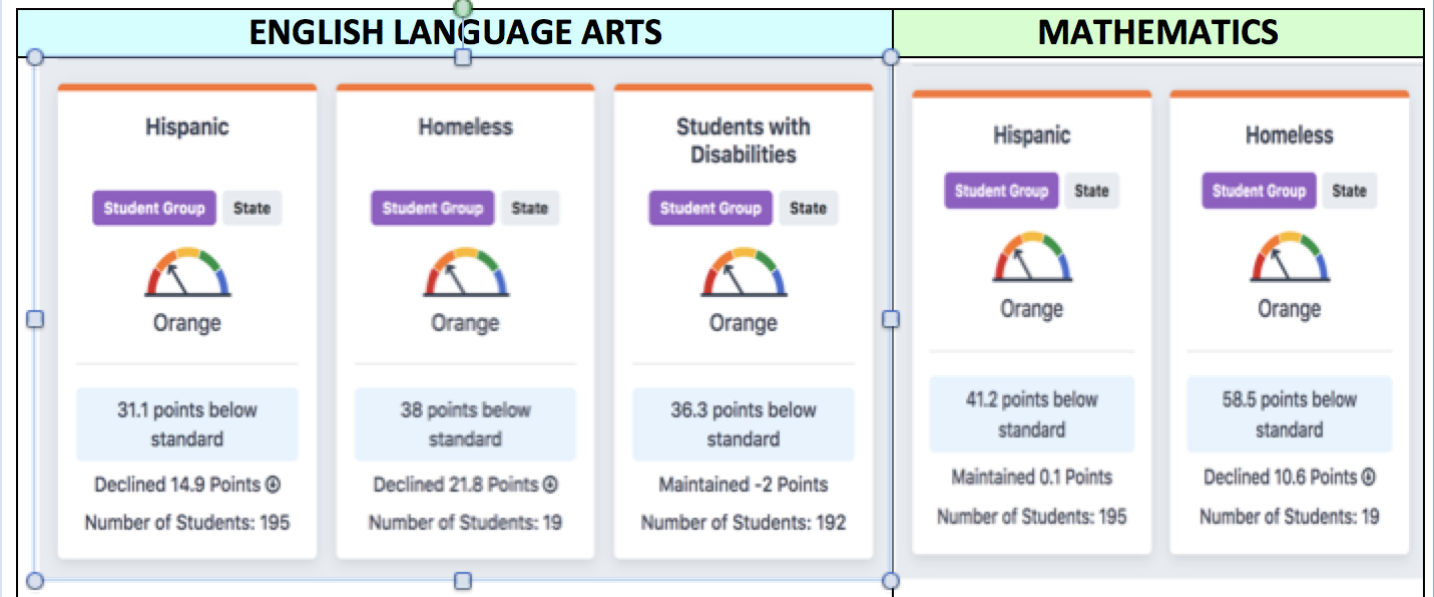 ENGLISH LANGUAGE ARTS
MATHEMATICS
Hispanic
Student Group State
Orange
31.1 points below
standard
Declined 14.9 Points
Number of Students: 195
Homeless
Student Group State
Orange
38 points below
standard
Declined 21.8 Points
Number of Students: 19
Students with
Disabilities
Student Group State
Orange
36.3 points below
standard
Maintained -2 Points
Number of Students: 192
Hispanic
Student Group State
Orange
41.2 points below
standard
Maintained 0.1 Points
Number of Students: 195
Homeless
Student Group State
Orange
58.5 points below
standard
Declined 10.6 Points
Number of Students: 19